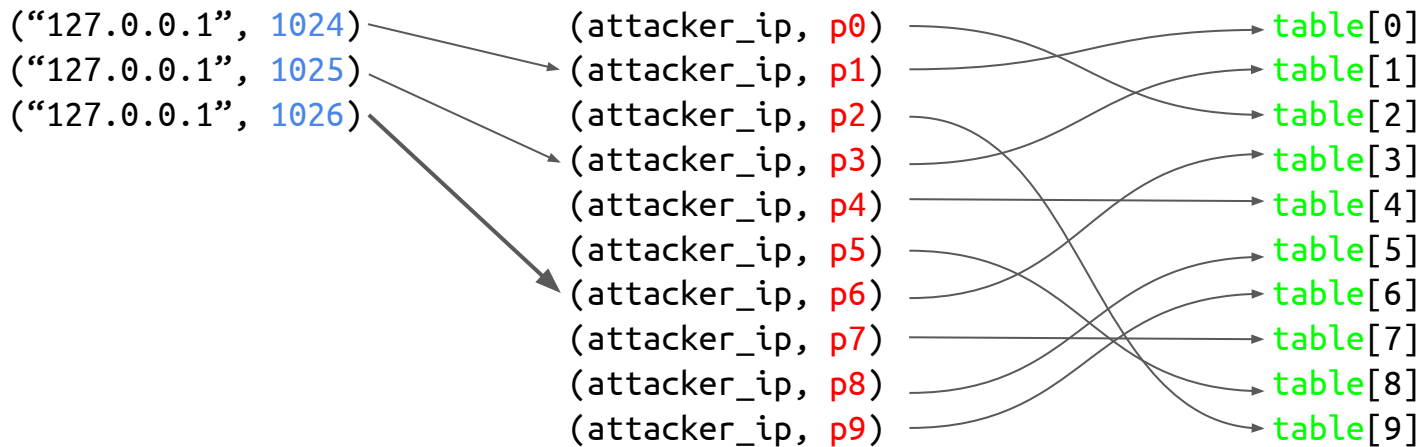 (“127.0.0.1”, 1024) (attacker_ip, p0) table[0]
(“127.0.0.1”, 1025) (attacker_ip, p1) table[1]
(“127.0.0.1”, 1026) (attacker_ip, p2) table[2]
(attacker_ip, p3) table[3]
(attacker_ip, p4) table[4]
(attacker_ip, p5) table[5]
(attacker_ip, p6) table[6]
(attacker_ip, p7) table[7]
(attacker_ip, p8) table[8]
(attacker_ip, p9) table[9]